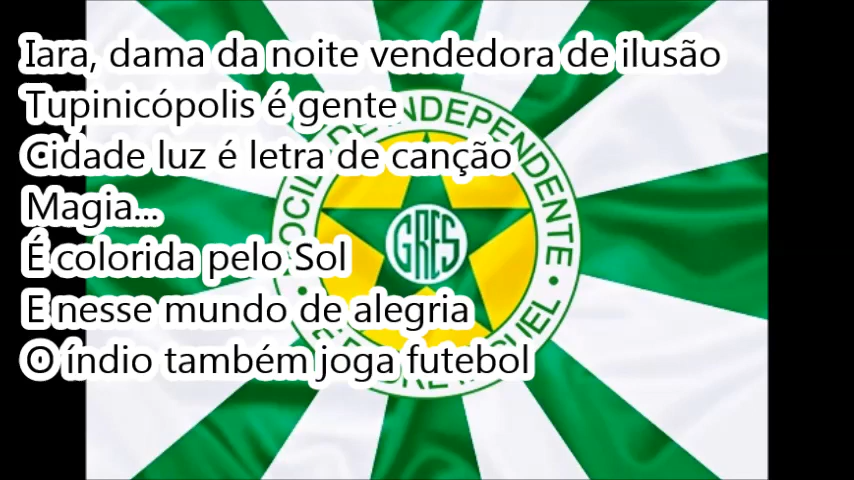 Iara, dama da noite vendedora de ilusão
Tupinicópolis é gente
Cidade luz é letra de canção
Magia...
É colorida pelo Sol
E nesse mundo de alegria
O índio também joga futebol
INDEPENDENTE
GRES